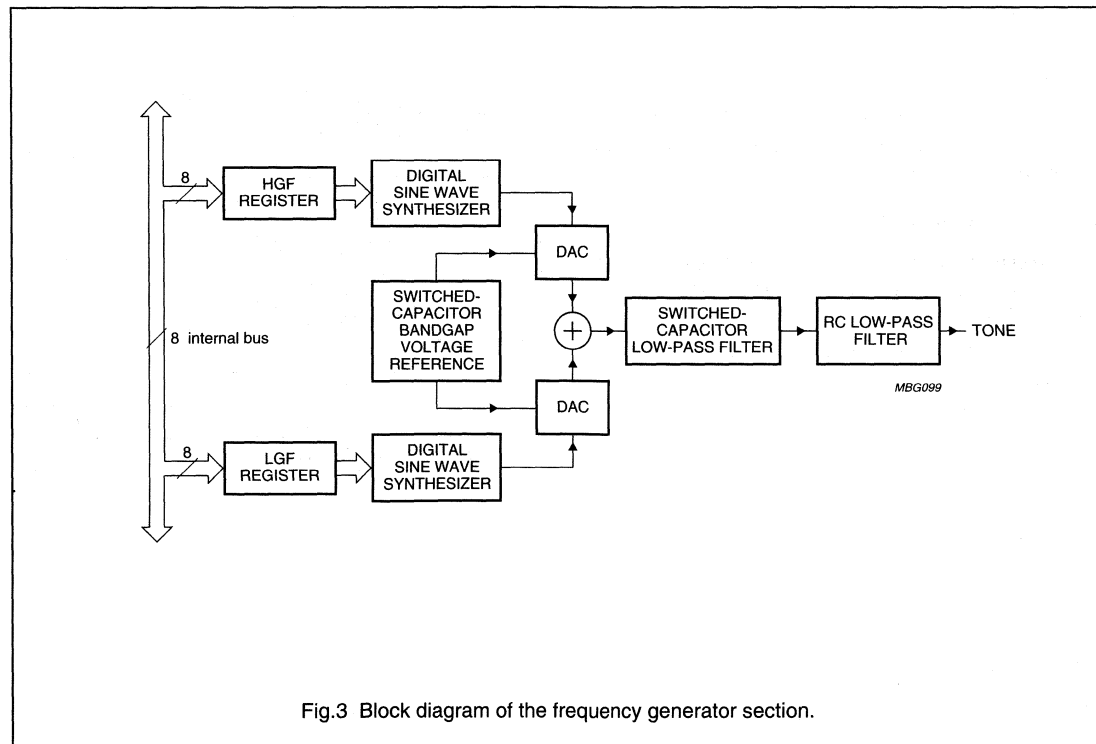 8
HGF
REGISTER
DIGITAL
SINE WAVE
SYNTHESIZER
DAC
8 internal bus
SWITCHED-
CAPACITOR
BANDGAP
VOLTAGE
REFERENCE
+
SWITCHED-
CAPACITOR
LOW-PASS FILTER
RC LOW-PASS
FILTER
TONE
MBG099
DAC
8
LGF
REGISTER
DIGITAL
SINE WAVE
SYNTHESIZER
Fig.3 Block diagram of the frequency generator section.